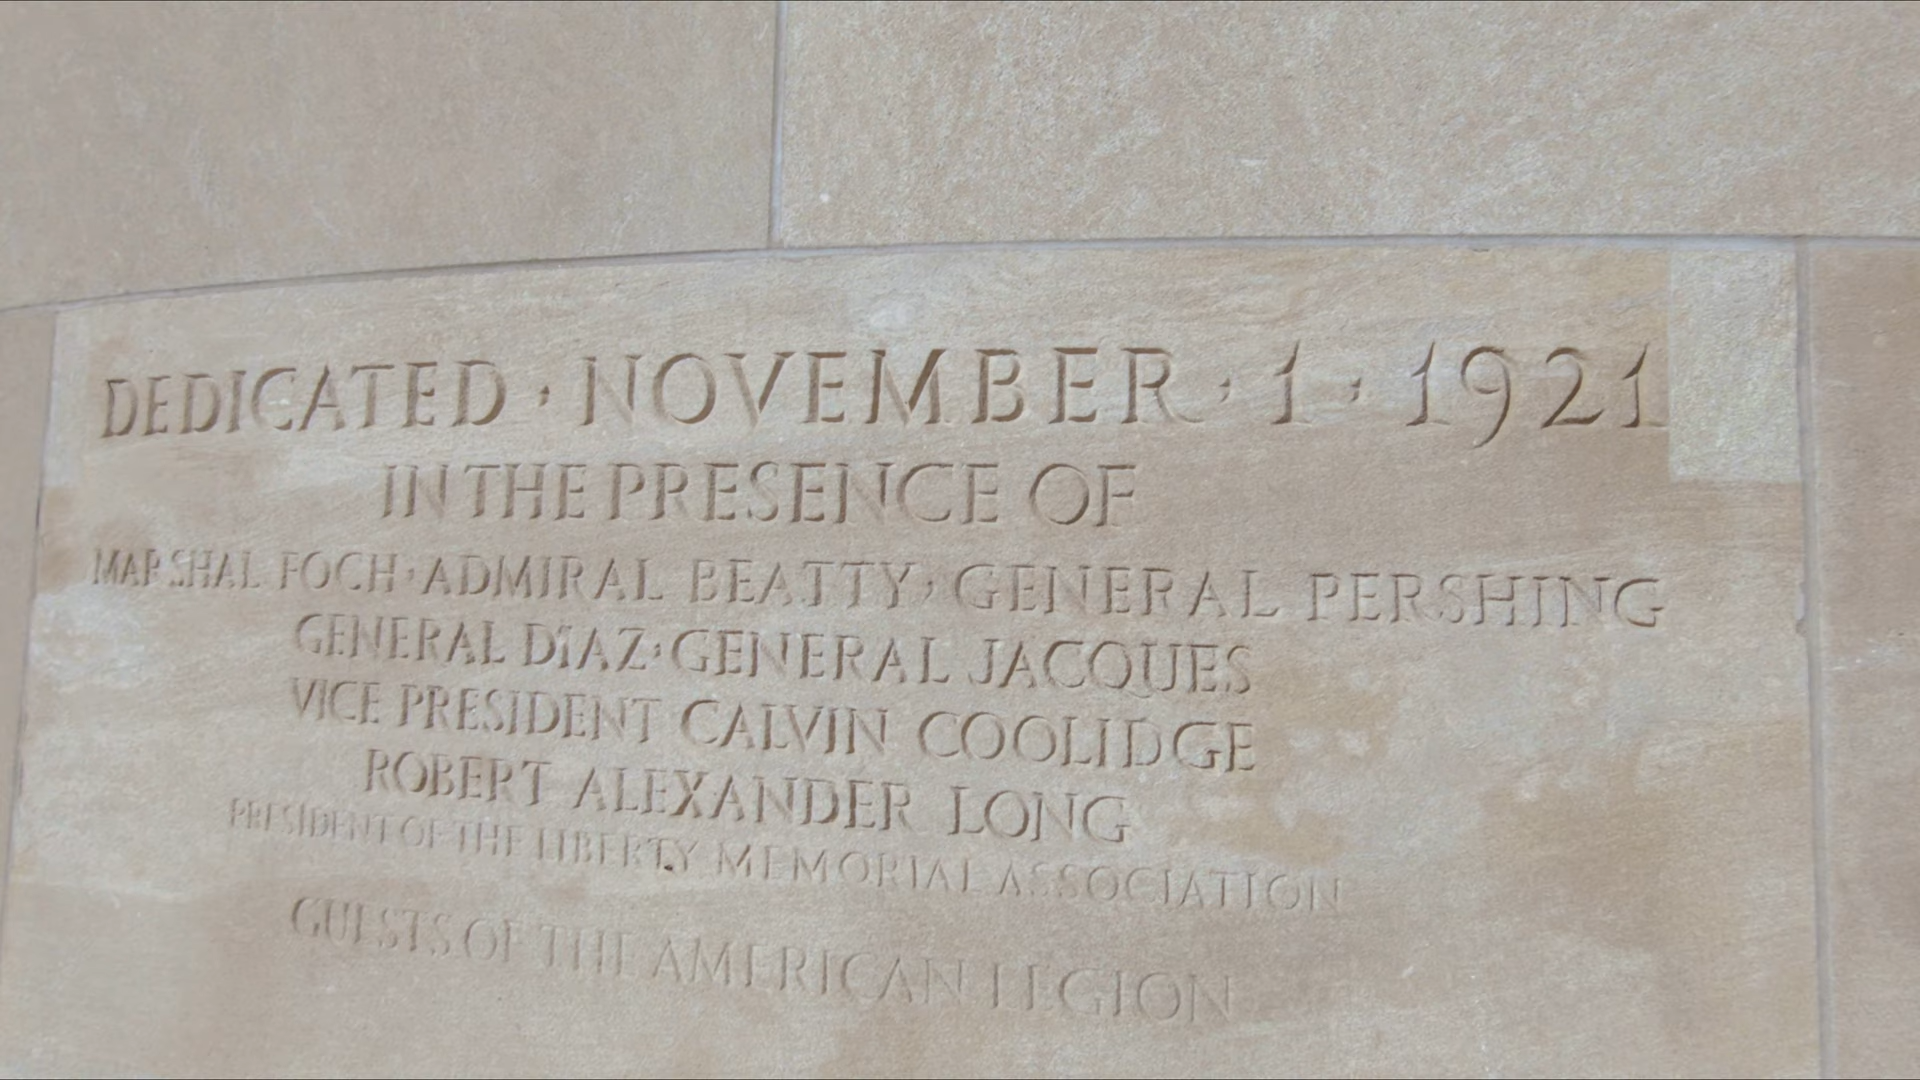 DEDICATED · NOVEMBER · 1 · 1921
IN THE PRESENCE OF
MARSHAL FOCH · ADMIRAL BEATTY · GENERAL PERSHING
GENERAL DIAZ · GENERAL JACQUES
VICE PRESIDENT CALVIN COOLIDGE
ROBERT ALEXANDER LONG
PRESIDENT OF THE LIBERTY MEMORIAL ASSOCIATION
GUESTS OF THE AMERICAN LEGION